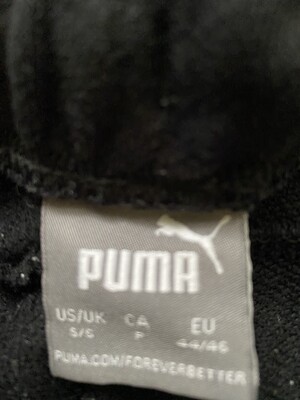 PUMA
US/UK CA EU
S/S P 44/46
PUMA.COM/FOREVERBETTER